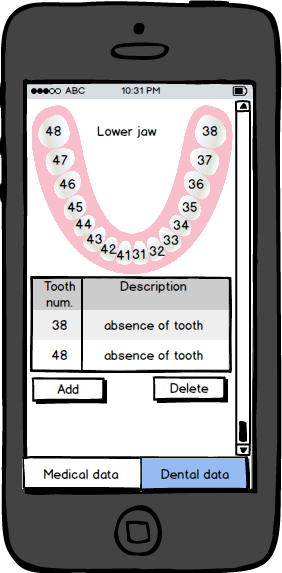 ABC 10:31 PM
48 Lower jaw 38
47 37
46 36
45 35
44 34
43 33
42 41 31 32
Tooth num. Description
38 absence of tooth
48 absence of tooth
Add Delete
Medical data Dental data